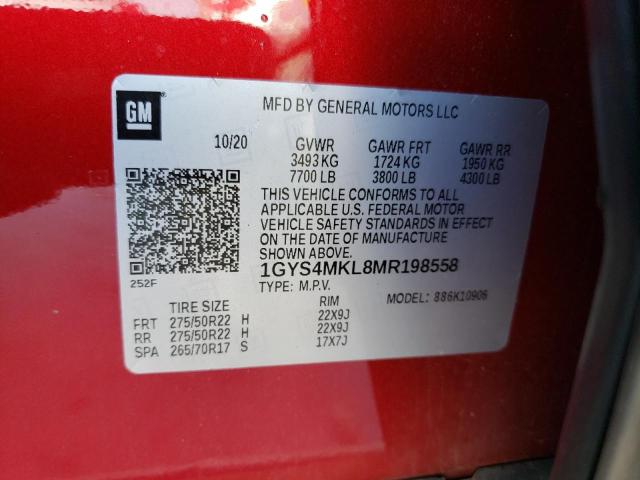 GM
®
MFD BY GENERAL MOTORS LLC
10/20 GVWR GAWR FRT GAWR RR
3493 KG 1724 KG 1950 KG
7700 LB 3800 LB 4300 LB
THIS VEHICLE CONFORMS TO ALL
APPLICABLE U.S. FEDERAL MOTOR
VEHICLE SAFETY STANDARDS IN EFFECT
ON THE DATE OF MANUFACTURE
SHOWN ABOVE.
252F
1GYS4MKL8MR198558
TYPE: M.P.V. MODEL: 886K10906
TIRE SIZE RIM
FRT 275/50R22 H 22X9J
RR 275/50R22 H 22X9J
SPA 265/70R17 S 17X7J